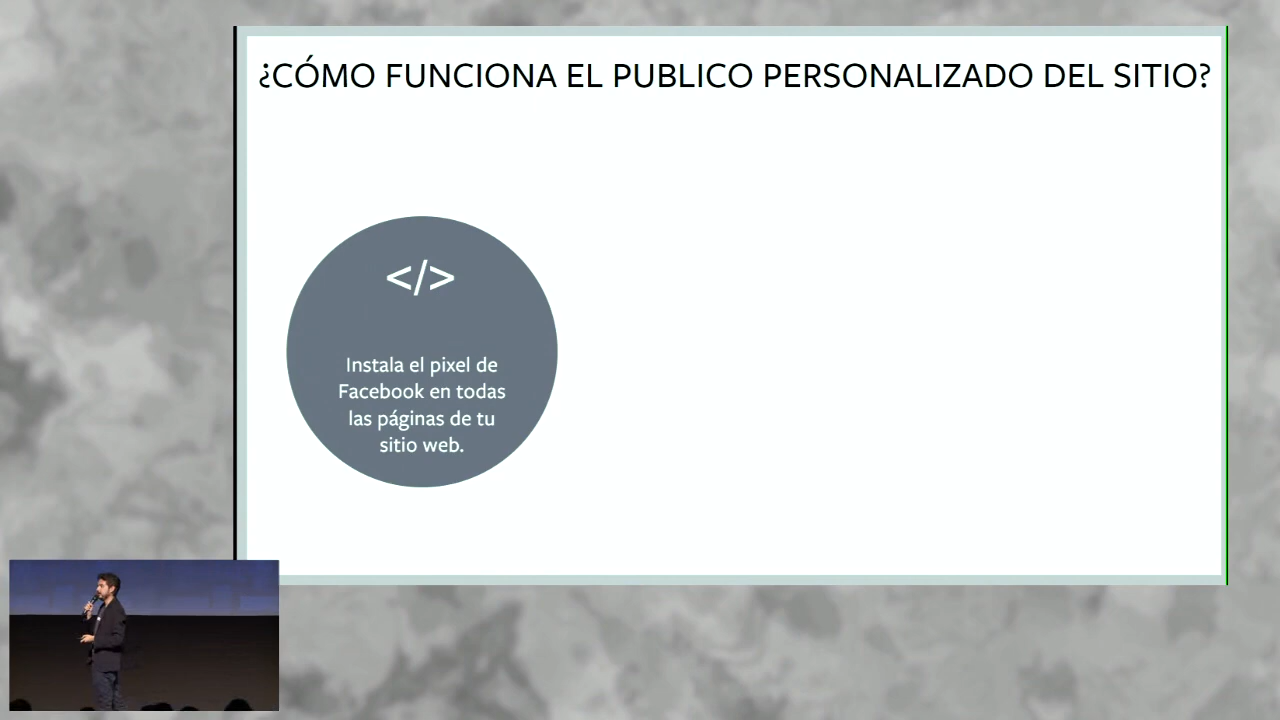 ¿CÓMO FUNCIONA EL PUBLICO PERSONALIZADO DEL SITIO?
</>
Instala el pixel de
Facebook en todas
las páginas de tu
sitio web.